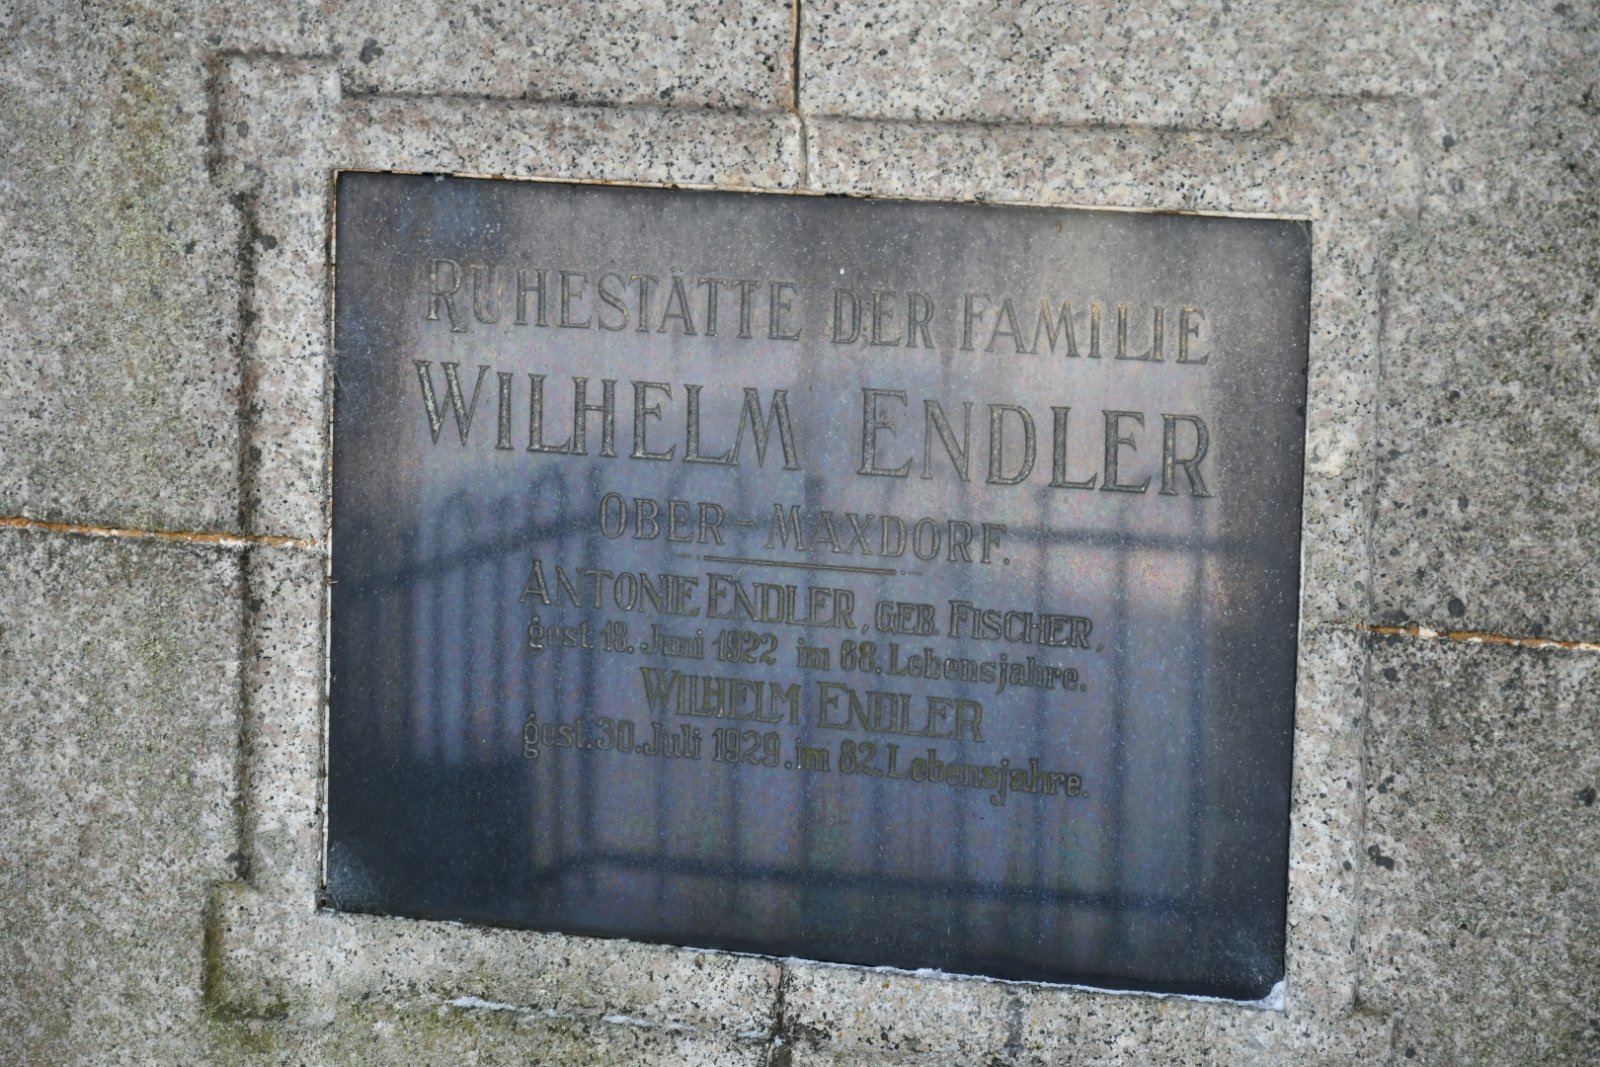 RUHESTÄTTE DER FAMILIE
WILHELM ENDLER
OBER-MAXDORF.
ANTONIE ENDLER, GEB. FISCHER,
gest. 18. Juni 1922 im 68. Lebensjahre.
WILHELM ENDLER
gest. 30. Juli 1929. im 82. Lebensjahre.